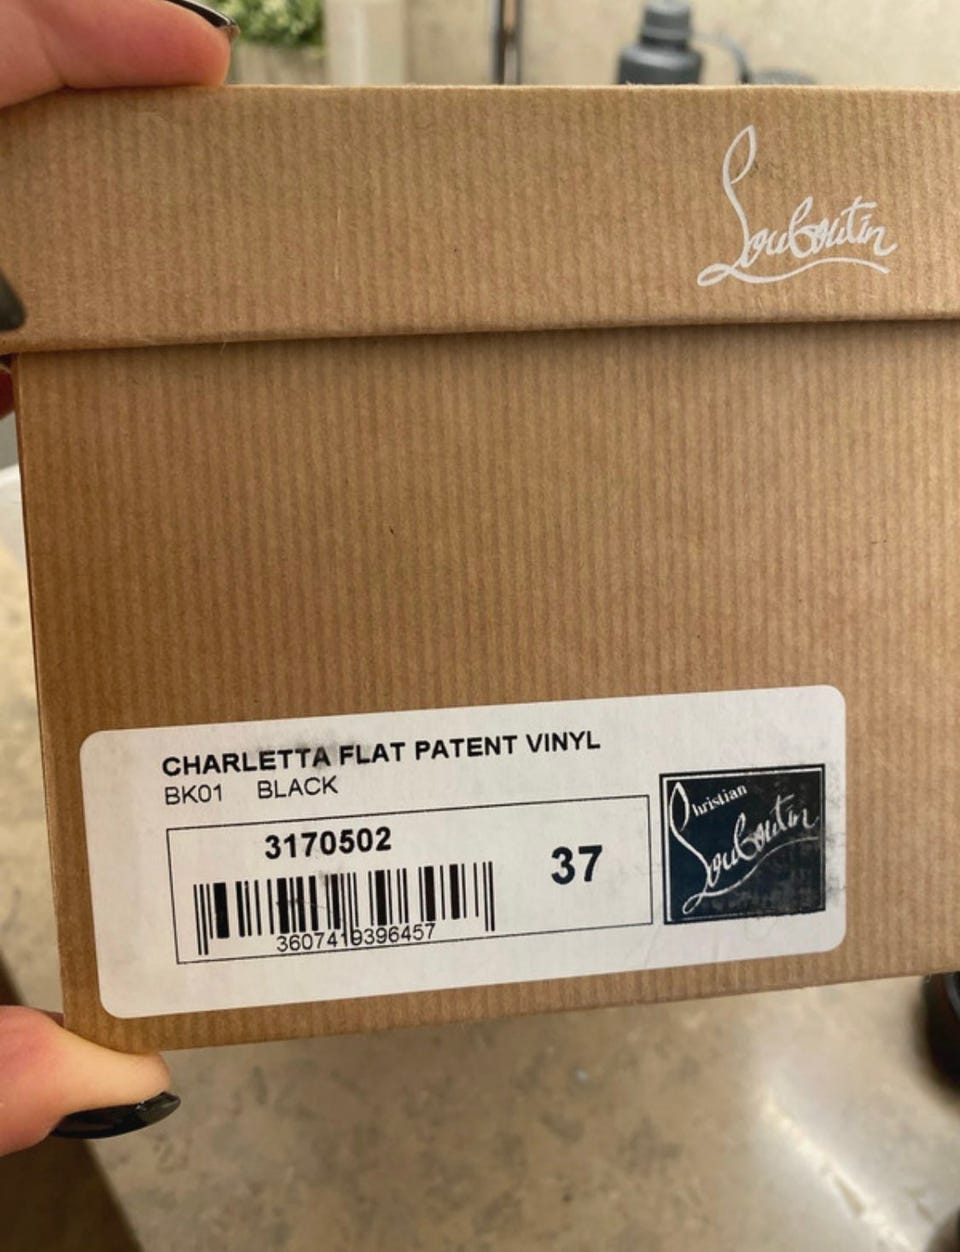 Louboutin
CHARLETTA FLAT PATENT VINYL
BK01 BLACK
3170502
37
3607419396457
Christian
Louboutin